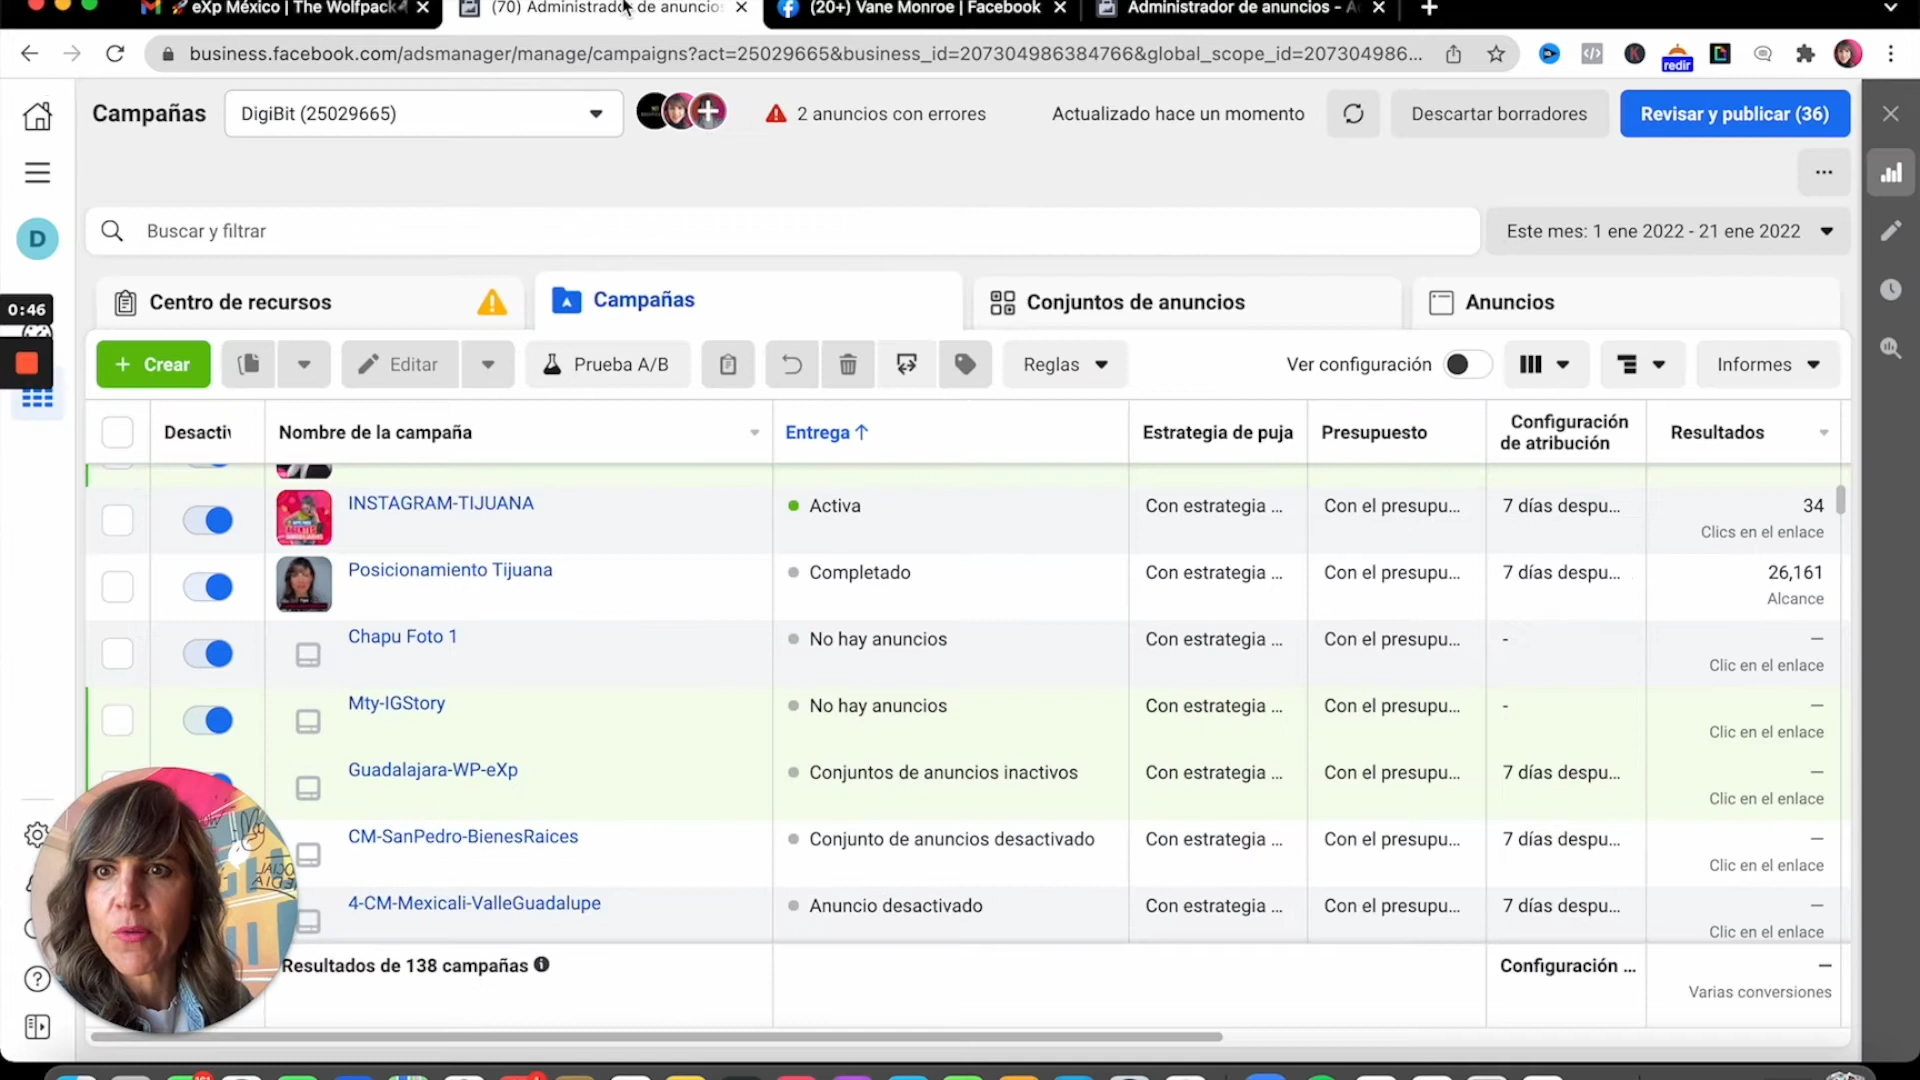 eXp México | The Wolfpack
(70) Administrador de anuncios
(20+) Vane Monroe | Facebook
Administrador de anuncios -
business.facebook.com/adsmanager/manage/campaigns?act=25029665&business_id=207304986384766&global_scope_id=207304986...
redir
Campañas
DigiBit (25029665)
2 anuncios con errores
Actualizado hace un momento
Descartar borradores
Revisar y publicar (36)
D
Buscar y filtrar
Este mes: 1 ene 2022 - 21 ene 2022
0:46
Centro de recursos
Campañas
Conjuntos de anuncios
Anuncios
+ Crear
Editar
Prueba A/B
Reglas
Ver configuración
Informes
Desactiv
Nombre de la campaña
Entrega ↑
Estrategia de puja
Presupuesto
Configuración
de atribución
Resultados
INSTAGRAM-TIJUANA
Activa
Con estrategia ...
Con el presupu...
7 días despu...
34
Clics en el enlace
Posicionamiento Tijuana
Completado
Con estrategia ...
Con el presupu...
7 días despu...
26,161
Alcance
Chapu Foto 1
No hay anuncios
Con estrategia ...
Con el presupu...
-
—
Clic en el enlace
Mty-IGStory
No hay anuncios
Con estrategia ...
Con el presupu...
-
—
Clic en el enlace
Guadalajara-WP-eXp
Conjuntos de anuncios inactivos
Con estrategia ...
Con el presupu...
7 días despu...
—
Clic en el enlace
CM-SanPedro-BienesRaices
Conjunto de anuncios desactivado
Con estrategia ...
Con el presupu...
7 días despu...
—
Clic en el enlace
4-CM-Mexicali-ValleGuadalupe
Anuncio desactivado
Con estrategia ...
Con el presupu...
7 días despu...
—
Clic en el enlace
Resultados de 138 campañas
Configuración ...
—
Varias conversiones